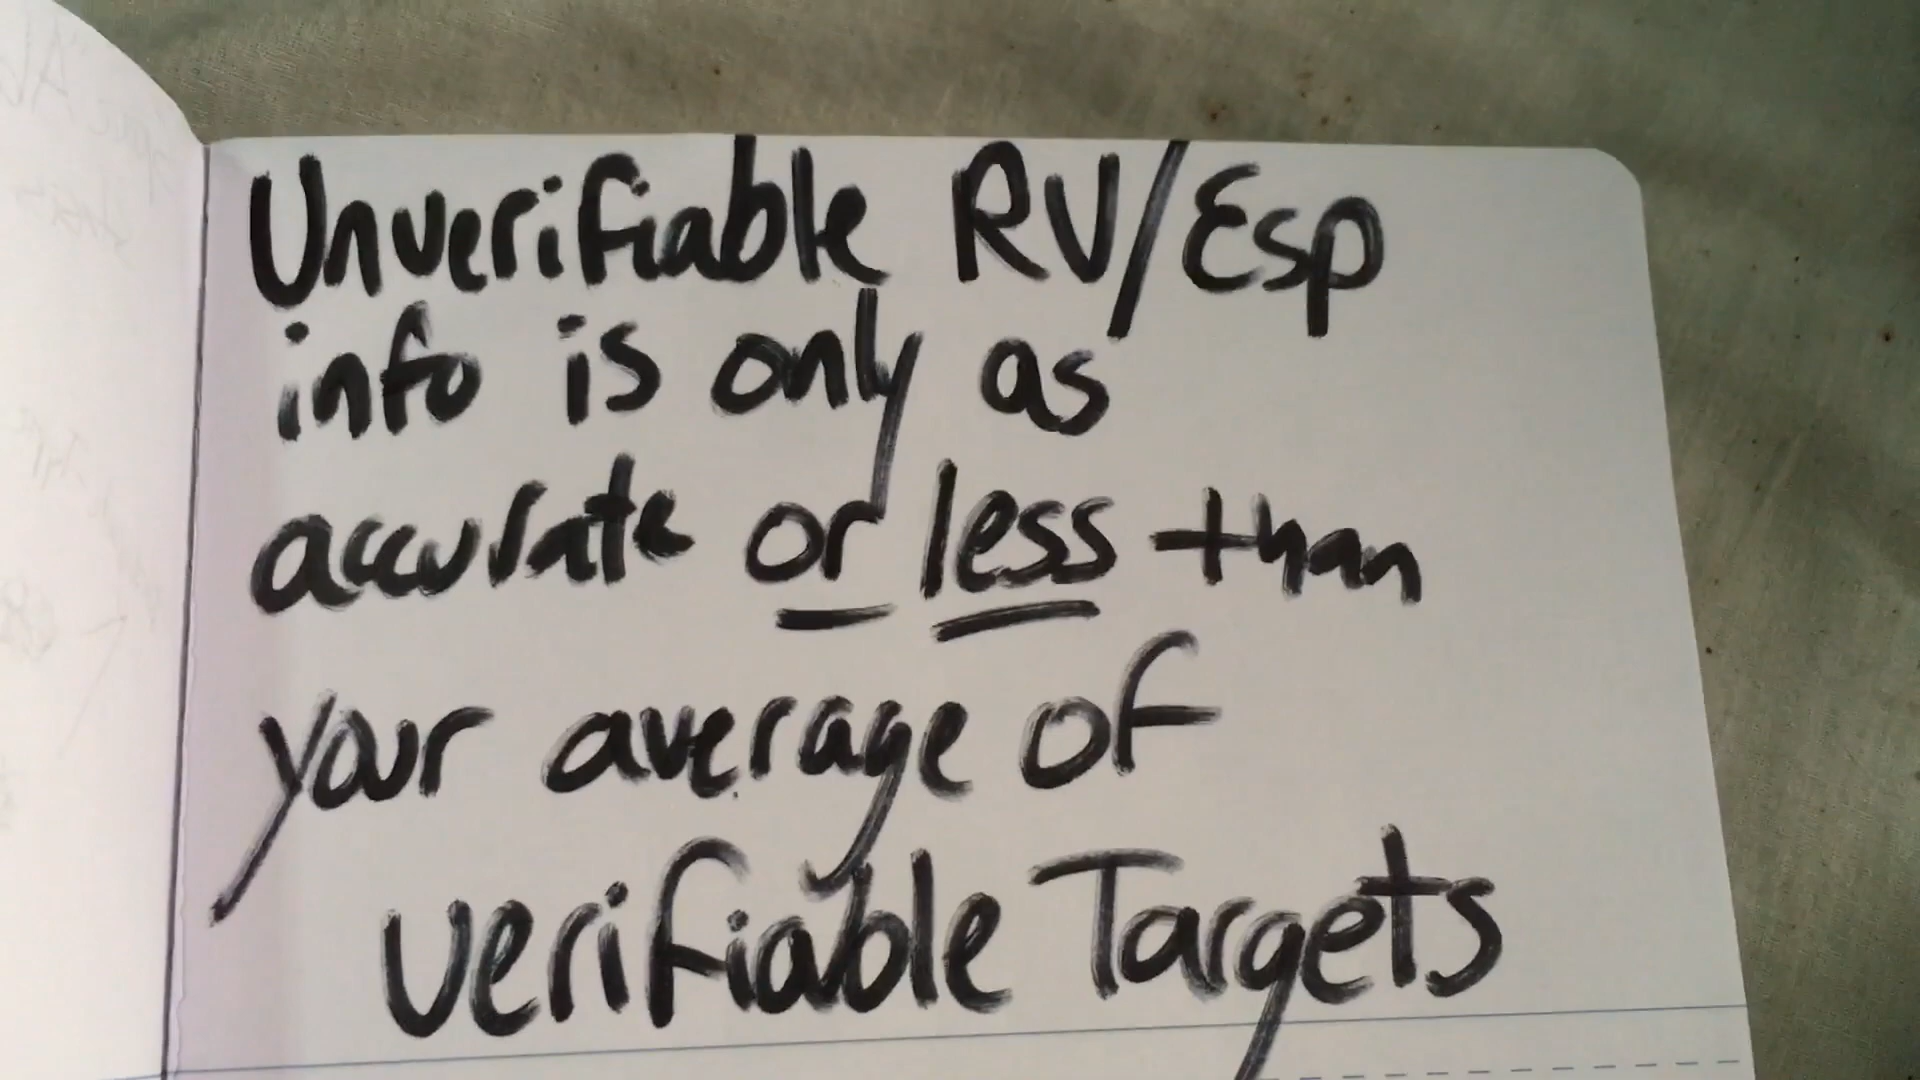 Unverifiable RV/Esp
info is only as
accurate or less than
your average of
verifiable Targets